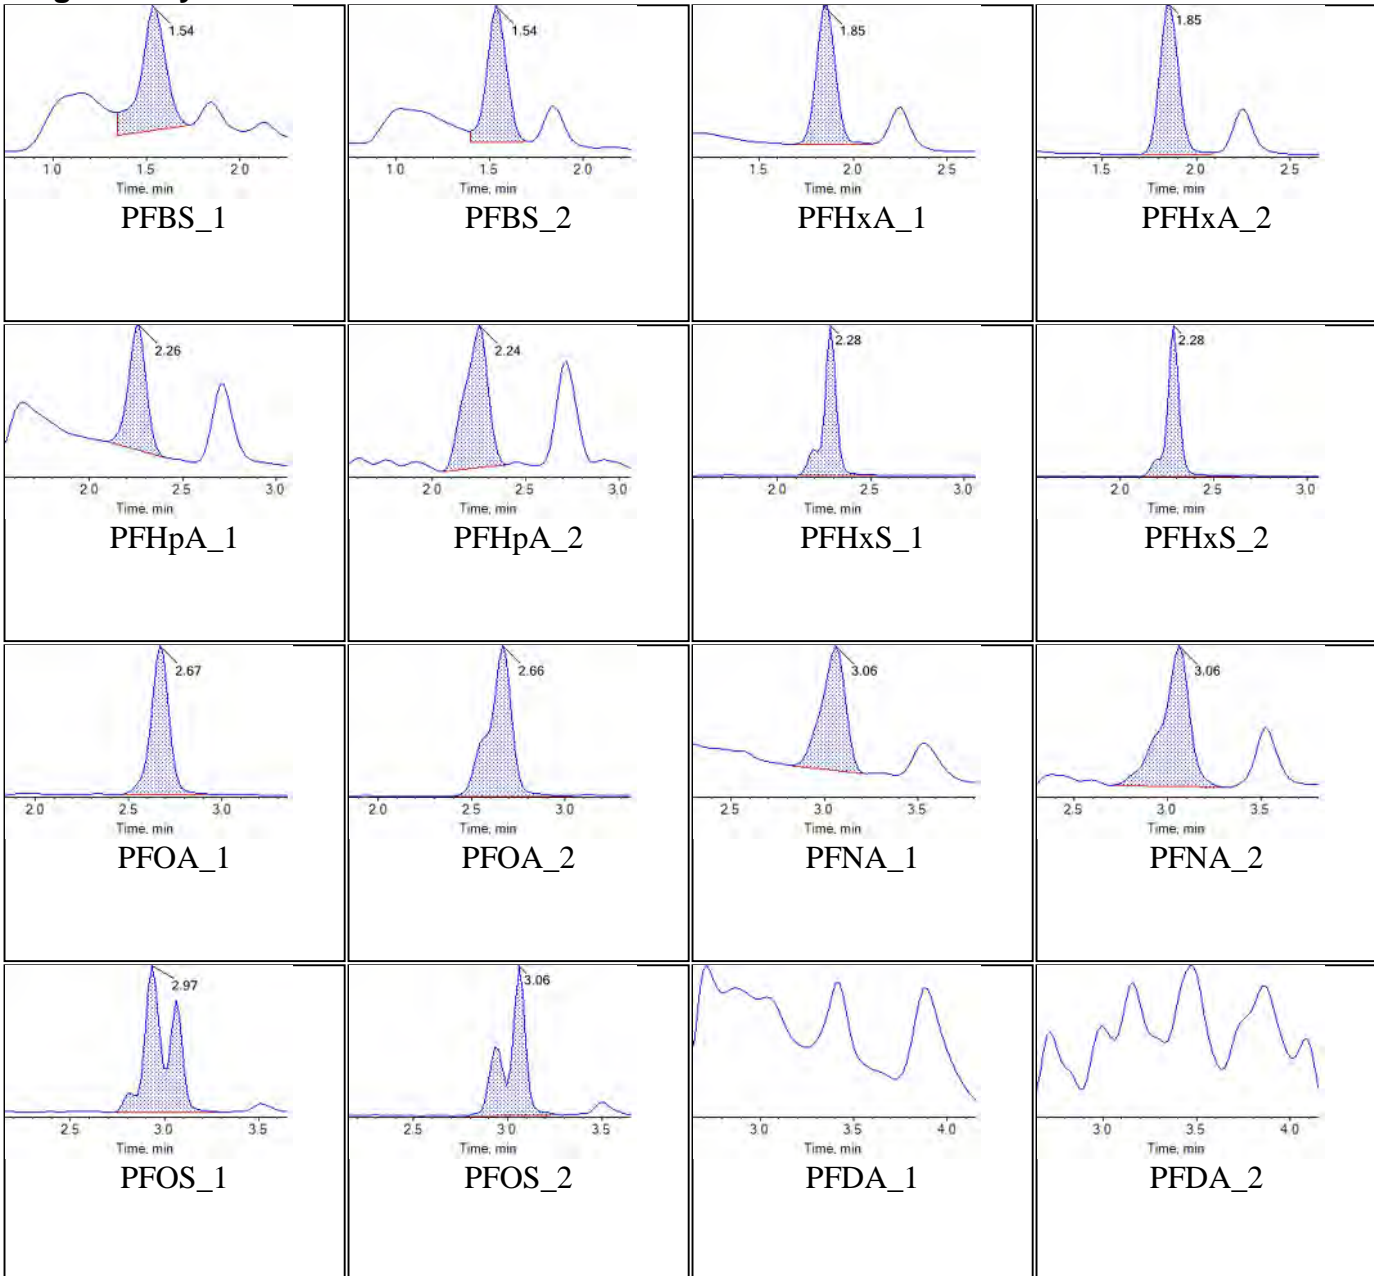 1.54 1.54 1.85 1.85
1.0 1.5 2.0 1.0 1.5 2.0 1.5 2.0 2.5 1.5 2.0 2.5
Time, min Time, min Time, min Time, min
PFBS_1 PFBS_2 PFHxA_1 PFHxA_2
2.26 2.24 2.28 2.28
2.0 2.5 3.0 2.0 2.5 3.0 2.0 2.5 3.0 2.0 2.5 3.0
Time, min Time, min Time, min Time, min
PFHpA_1 PFHpA_2 PFHxS_1 PFHxS_2
2.67 2.66 3.06 3.06
2.0 2.5 3.0 2.0 2.5 3.0 2.5 3.0 3.5 2.5 3.0 3.5
Time, min Time, min Time, min Time, min
PFOA_1 PFOA_2 PFNA_1 PFNA_2
2.97 3.06
2.5 3.0 3.5 2.5 3.0 3.5 3.0 3.5 4.0 3.0 3.5 4.0
Time, min Time, min Time, min Time, min
PFOS_1 PFOS_2 PFDA_1 PFDA_2